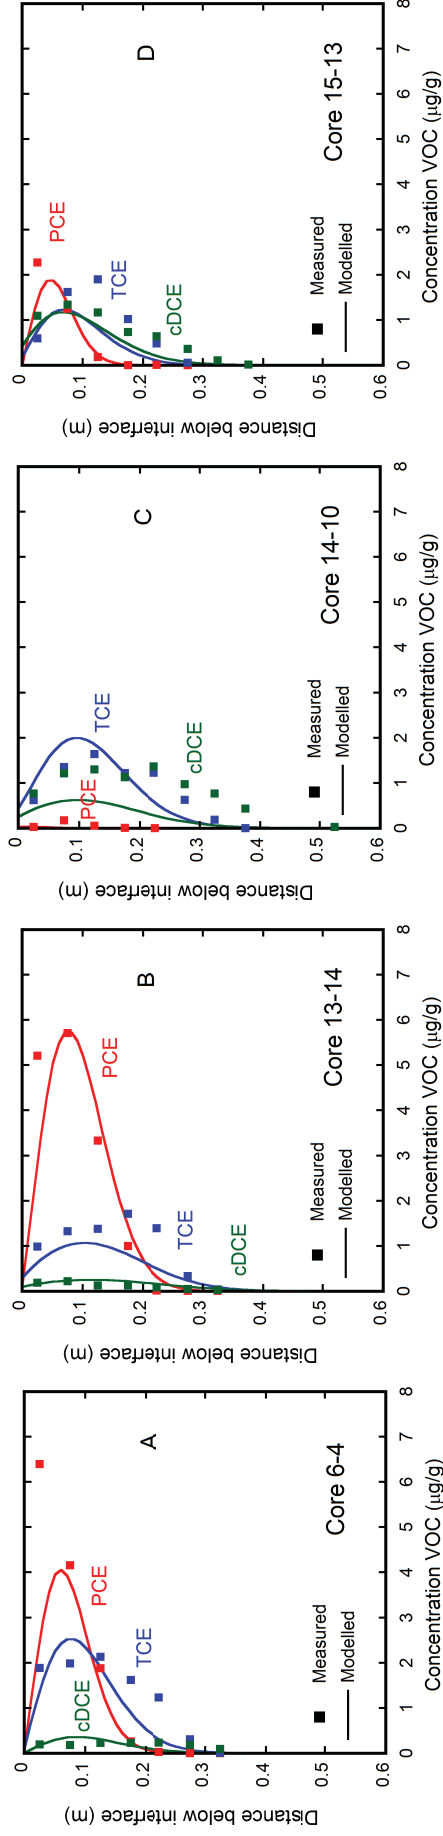 Distance below interface (m)
0
0.1
0.2
0.3
0.4
0.5
0.6
cDCE
PCE
TCE
A
Core 6-4
Measured
Modelled
0 1 2 3 4 5 6 7 8
Concentration VOC (µg/g)
Distance below interface (m)
0
0.1
0.2
0.3
0.4
0.5
0.6
PCE
B
TCE
cDCE
Core 13-14
Measured
Modelled
0 1 2 3 4 5 6 7 8
Concentration VOC (µg/g)
Distance below interface (m)
0
0.1
0.2
0.3
0.4
0.5
0.6
PCE
TCE
C
cDCE
Core 14-10
Measured
Modelled
0 1 2 3 4 5 6 7 8
Concentration VOC (µg/g)
Distance below interface (m)
0
0.1
0.2
0.3
0.4
0.5
0.6
PCE
TCE
D
cDCE
Core 15-13
Measured
Modelled
0 1 2 3 4 5 6 7 8
Concentration VOC (µg/g)